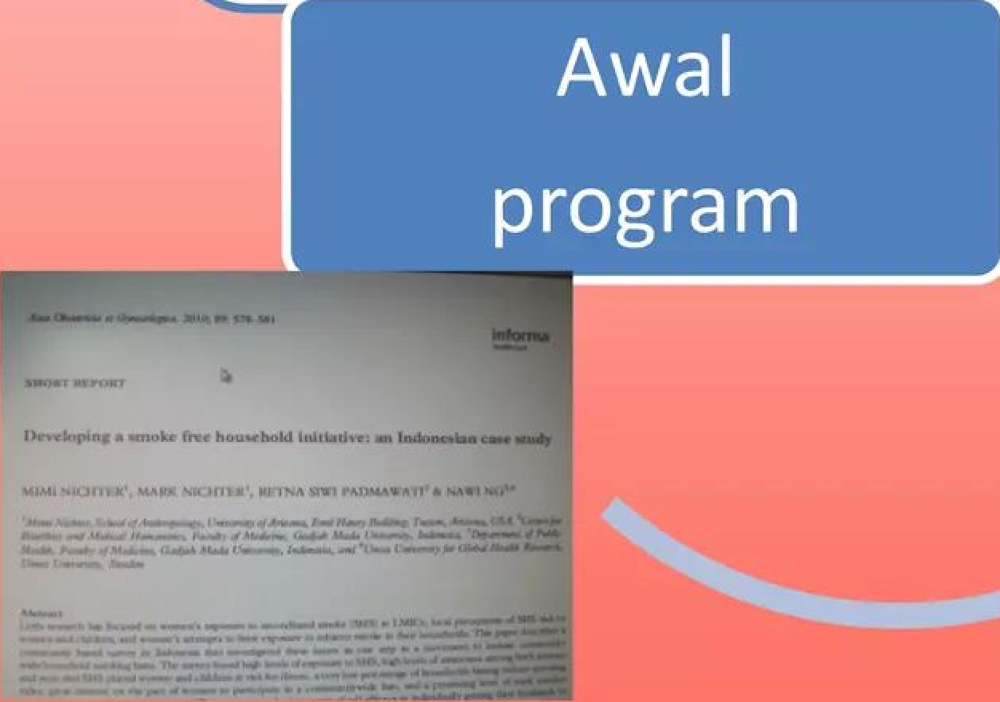 Awal
program
Acta Obstetricia et Gynecologica. 2010; 89: 578–581
informa
healthcare
SHORT REPORT
Developing a smoke free household initiative: an Indonesian case study
MIMI NICHTER¹, MARK NICHTER¹, RETNA SIWI PADMAWATI² & NAWI NG³,⁴
¹Mimi Nichter, School of Anthropology, University of Arizona, Emil Haury Building, Tucson, Arizona, USA, ²Center for
Bioethics and Medical Humanities, Faculty of Medicine, Gadjah Mada University, Indonesia, ³Department of Public
Health, Faculty of Medicine, Gadjah Mada University, Indonesia, and ⁴Umea University for Global Health Research,
Umea University, Sweden
Abstract
Little research has focused on women's exposure to secondhand smoke (SHS) in LMICs, local perceptions of SHS risk to
women and children, and women's attempts to limit exposure to tobacco smoke in their households. This paper describes a
community based survey in Indonesia that investigated these issues as one step in a movement to initiate community
wide household smoking bans. The survey found high levels of exposure to SHS, high levels of awareness among both women
and men that SHS placed women and children at risk for illness, a very low percentage of households having indoor smoking
rules, great interest on the part of women to participate in a community-wide ban, and a promising level of male smoker